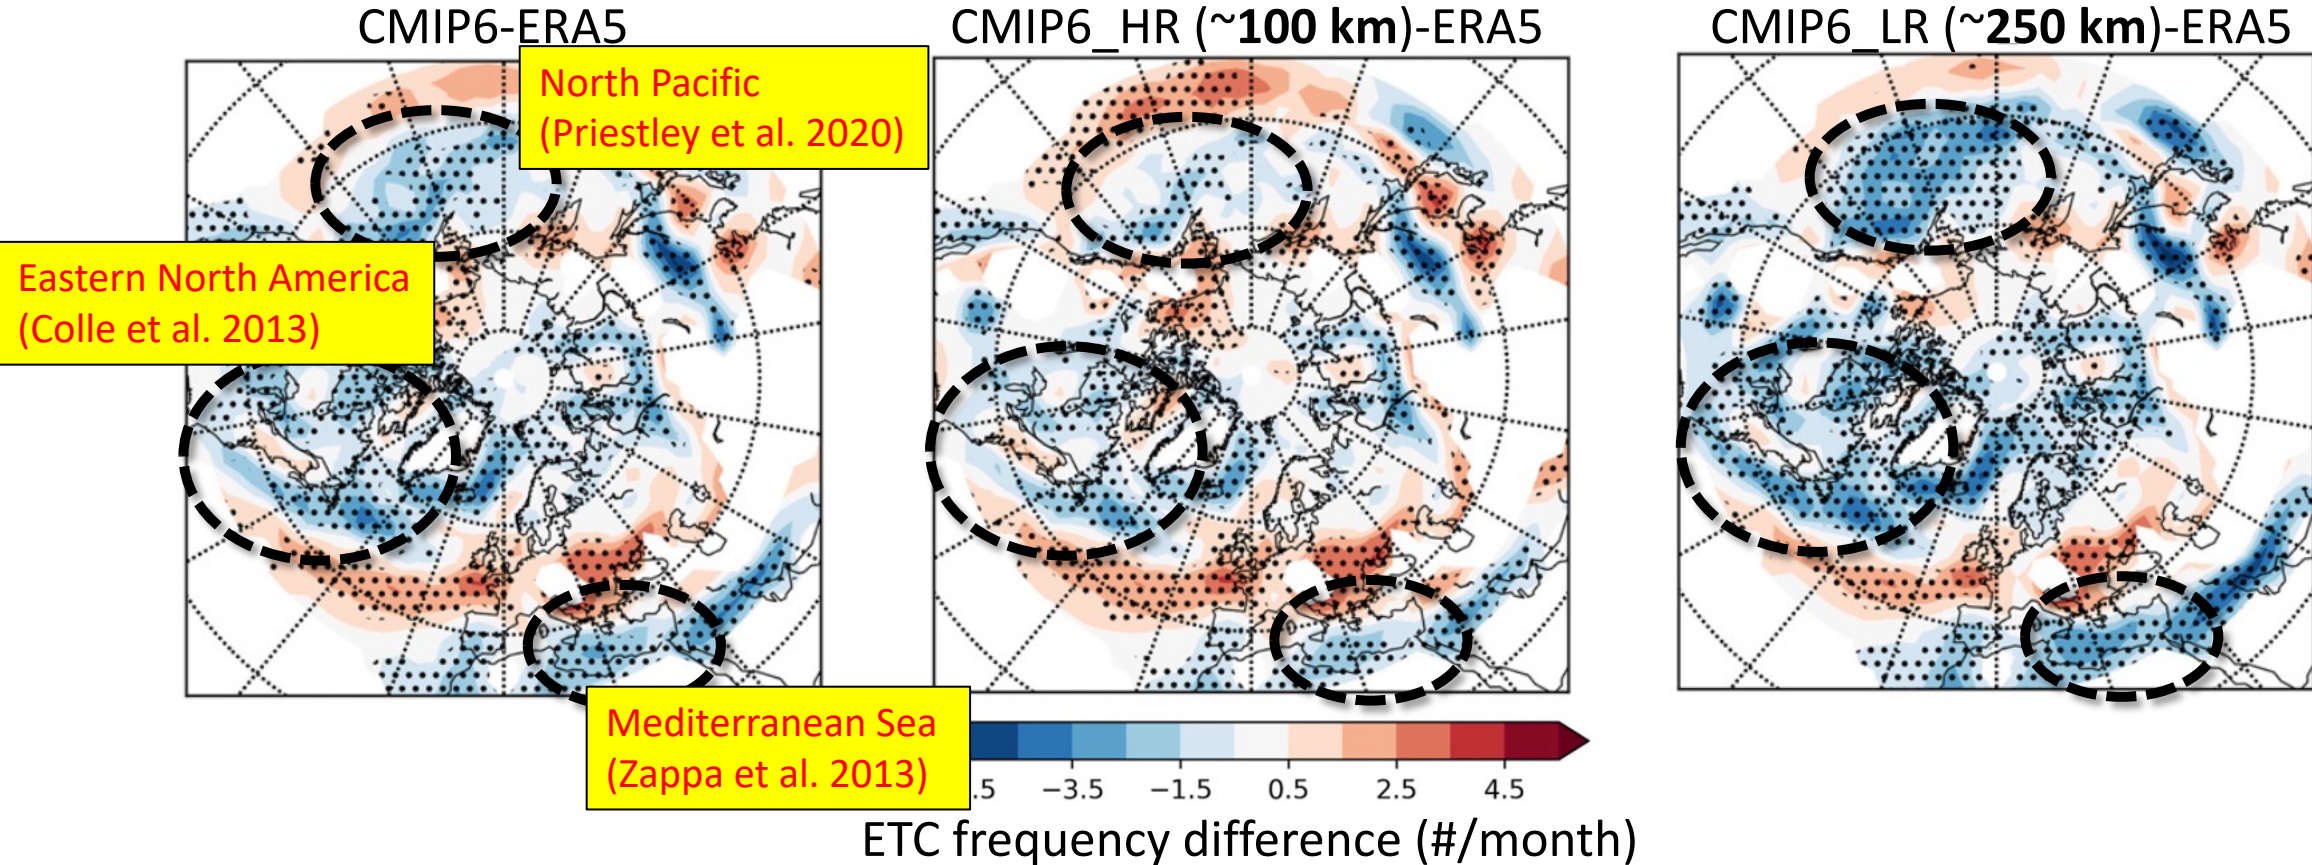 CMIP6-ERA5
CMIP6_HR (~100 km)-ERA5
CMIP6_LR (~250 km)-ERA5
North Pacific
(Priestley et al. 2020)
Eastern North America
(Colle et al. 2013)
Mediterranean Sea
(Zappa et al. 2013)
.5 −3.5 −1.5 0.5 2.5 4.5
ETC frequency difference (#/month)